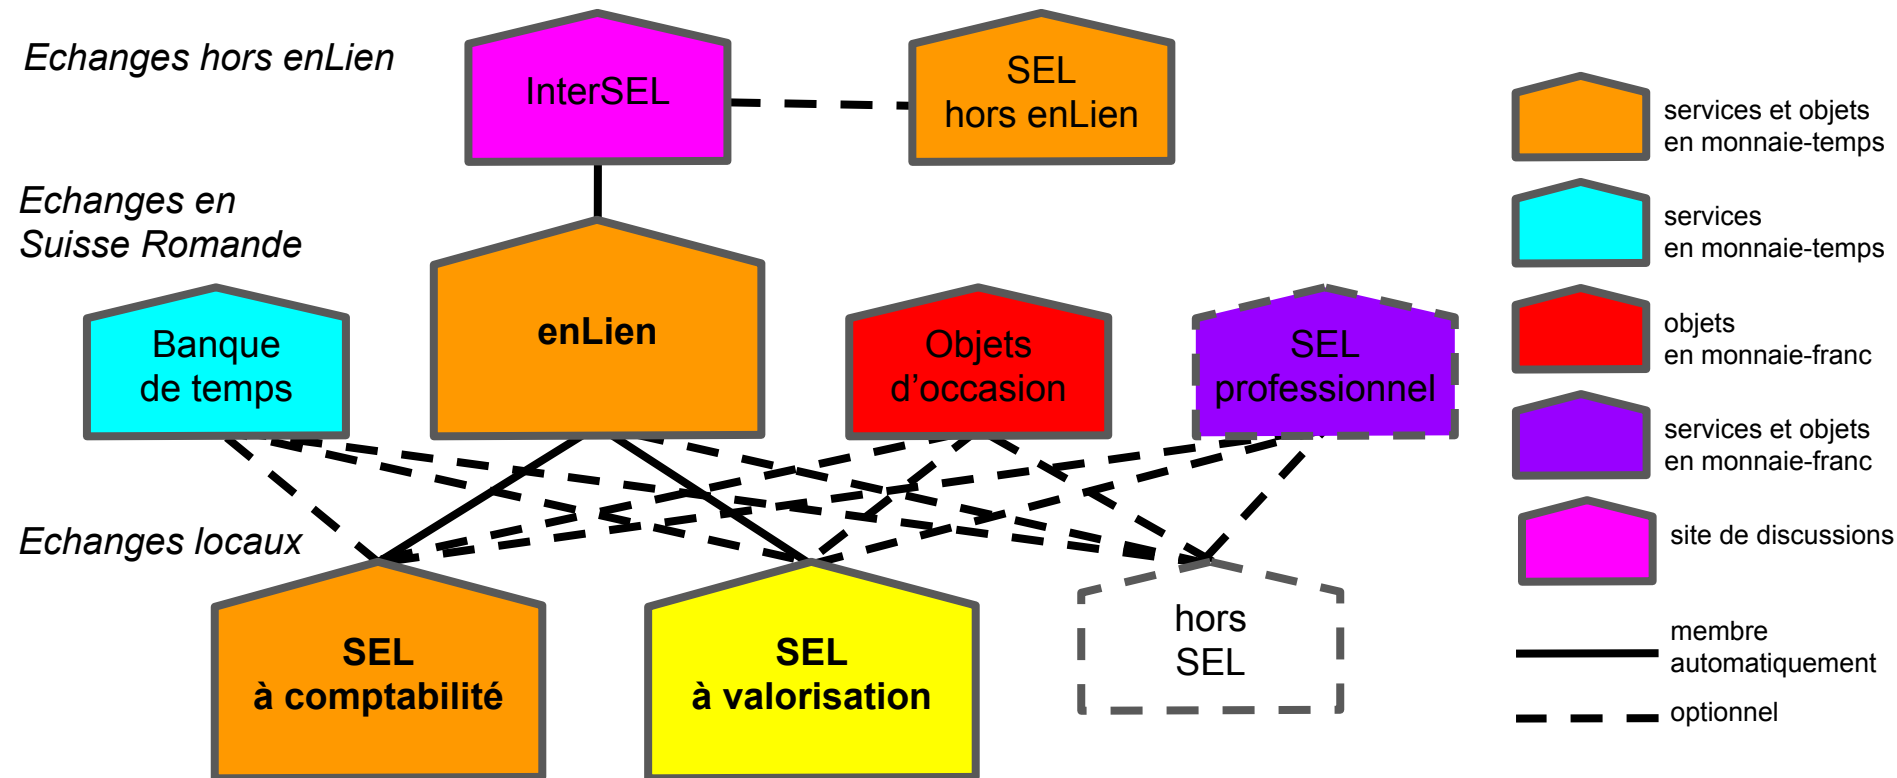 Echanges hors enLien
InterSEL
SEL
hors enLien
Echanges en
Suisse Romande
Banque
de temps
enLien
Objets
d’occasion
SEL
professionnel
Echanges locaux
SEL
à comptabilité
SEL
à valorisation
hors
SEL
services et objets
en monnaie-temps
services
en monnaie-temps
objets
en monnaie-franc
services et objets
en monnaie-franc
site de discussions
membre
automatiquement
optionnel